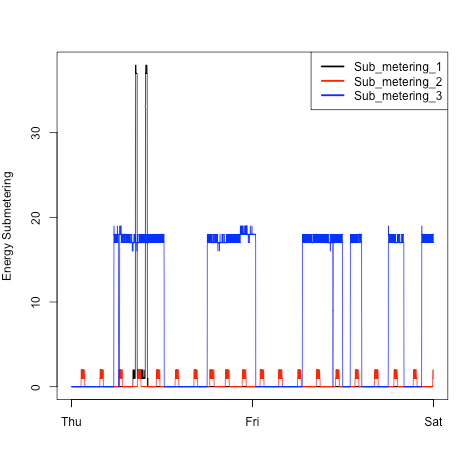 Sub_metering_1
Sub_metering_2
Sub_metering_3
Energy Submetering
30
20
10
0
Thu Fri Sat